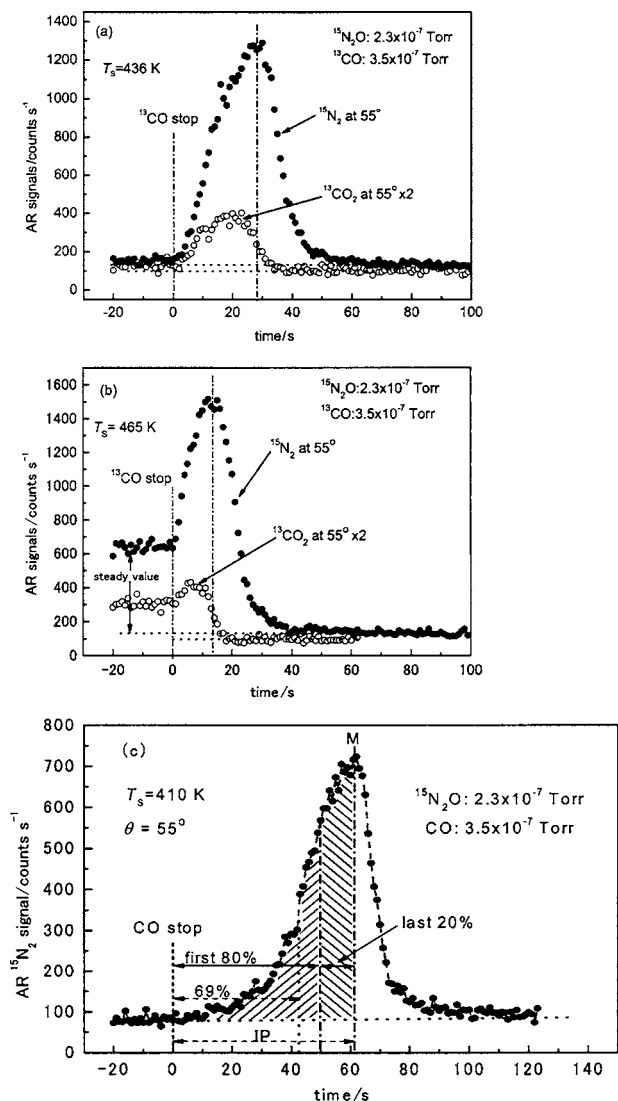 (a)
¹⁵N₂O: 2.3x10⁻⁷ Torr
¹³CO: 3.5x10⁻⁷ Torr
Tₛ=436 K
¹³CO stop
¹⁵N₂ at 55°
¹³CO₂ at 55° x2
AR signals/counts s⁻¹
1400
1200
1000
800
600
400
200
0
-20 0 20 40 60 80 100
time/s
(b)
¹⁵N₂O:2.3x10⁻⁷ Torr
¹³CO:3.5x10⁻⁷ Torr
Tₛ= 465 K
¹³CO stop
¹⁵N₂ at 55°
¹³CO₂ at 55° x2
steady value
AR signals /counts s⁻¹
1600
1400
1200
1000
800
600
400
200
0
-20 0 20 40 60 80 100
time/s
(c)
M
Tₛ=410 K
θ = 55°
¹⁵N₂O: 2.3x10⁻⁷ Torr
CO: 3.5x10⁻⁷ Torr
CO stop
first 80%
last 20%
69%
IP
AR ¹⁵N₂ signal/counts s⁻¹
800
700
600
500
400
300
200
100
0
-20 0 20 40 60 80 100 120 140
time/s